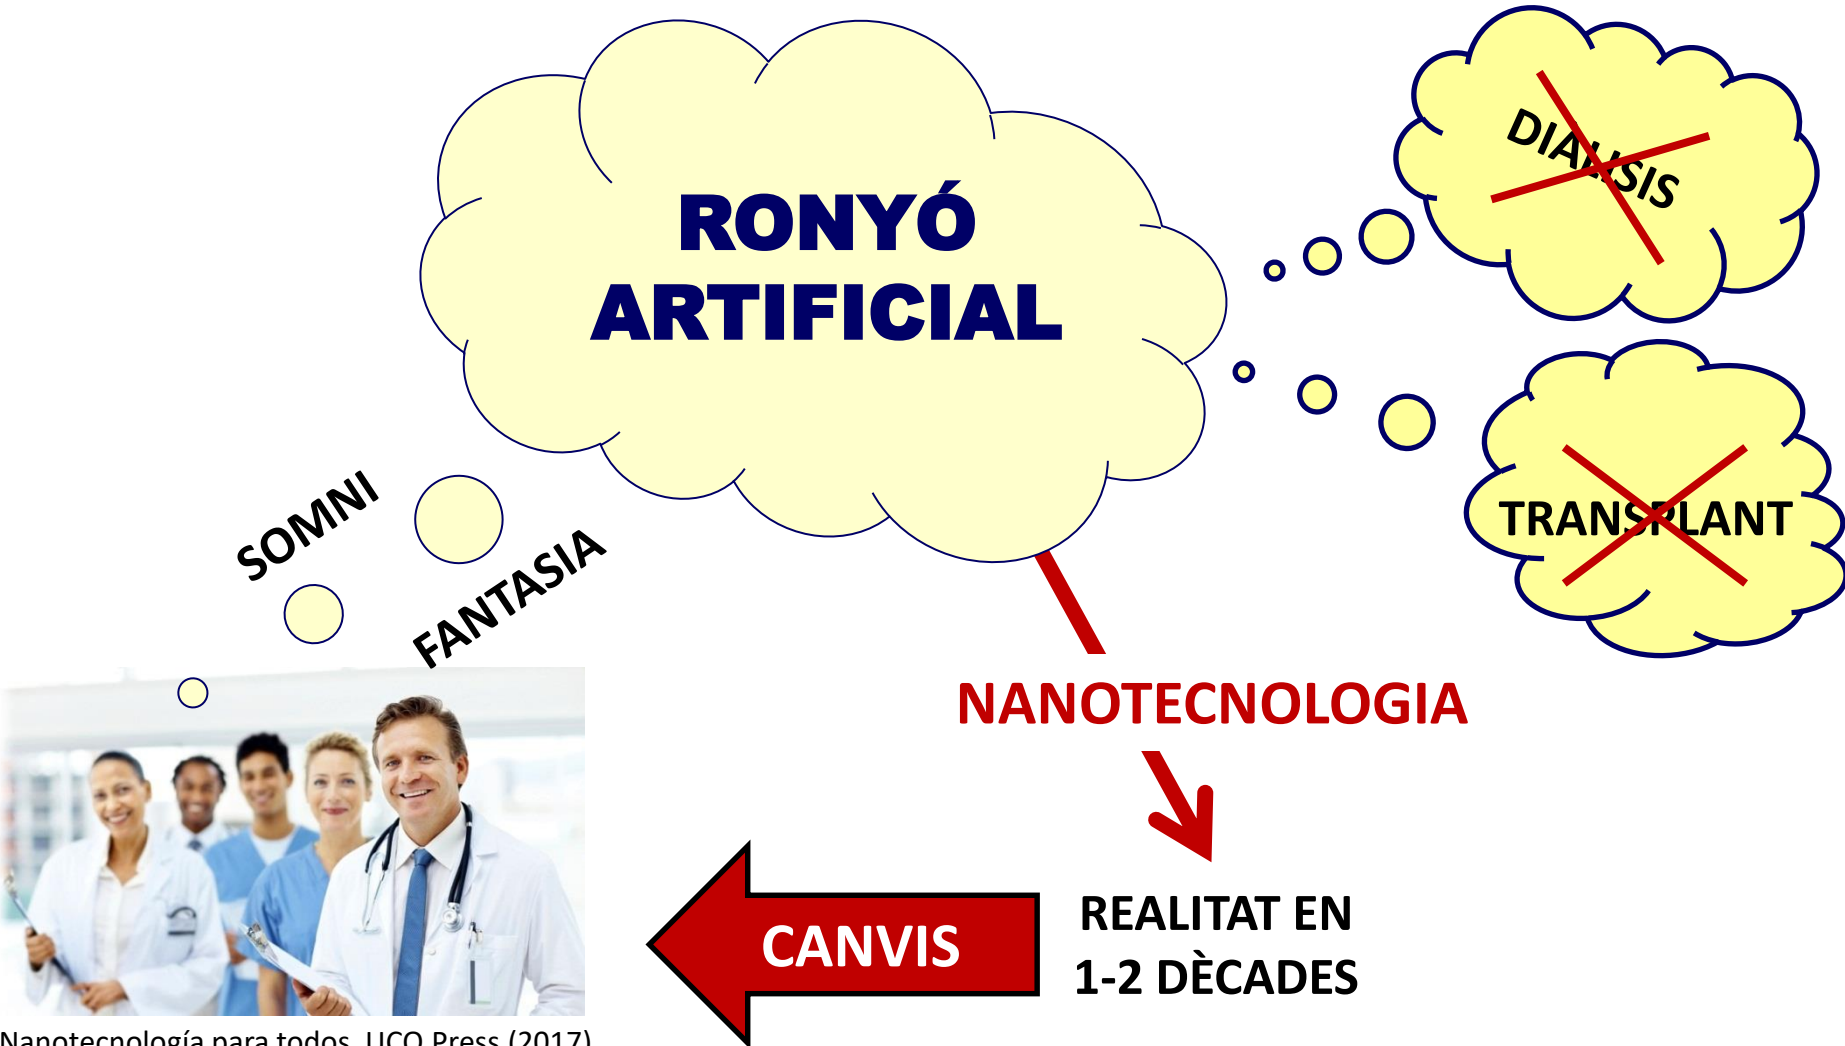 RONYÓ
ARTIFICIAL
DIALISIS
TRANSPLANT
SOMNI
FANTASIA
NANOTECNOLOGIA
REALITAT EN
1-2 DÈCADES
CANVIS
Nanotecnología para todos. UCO Press (2017)